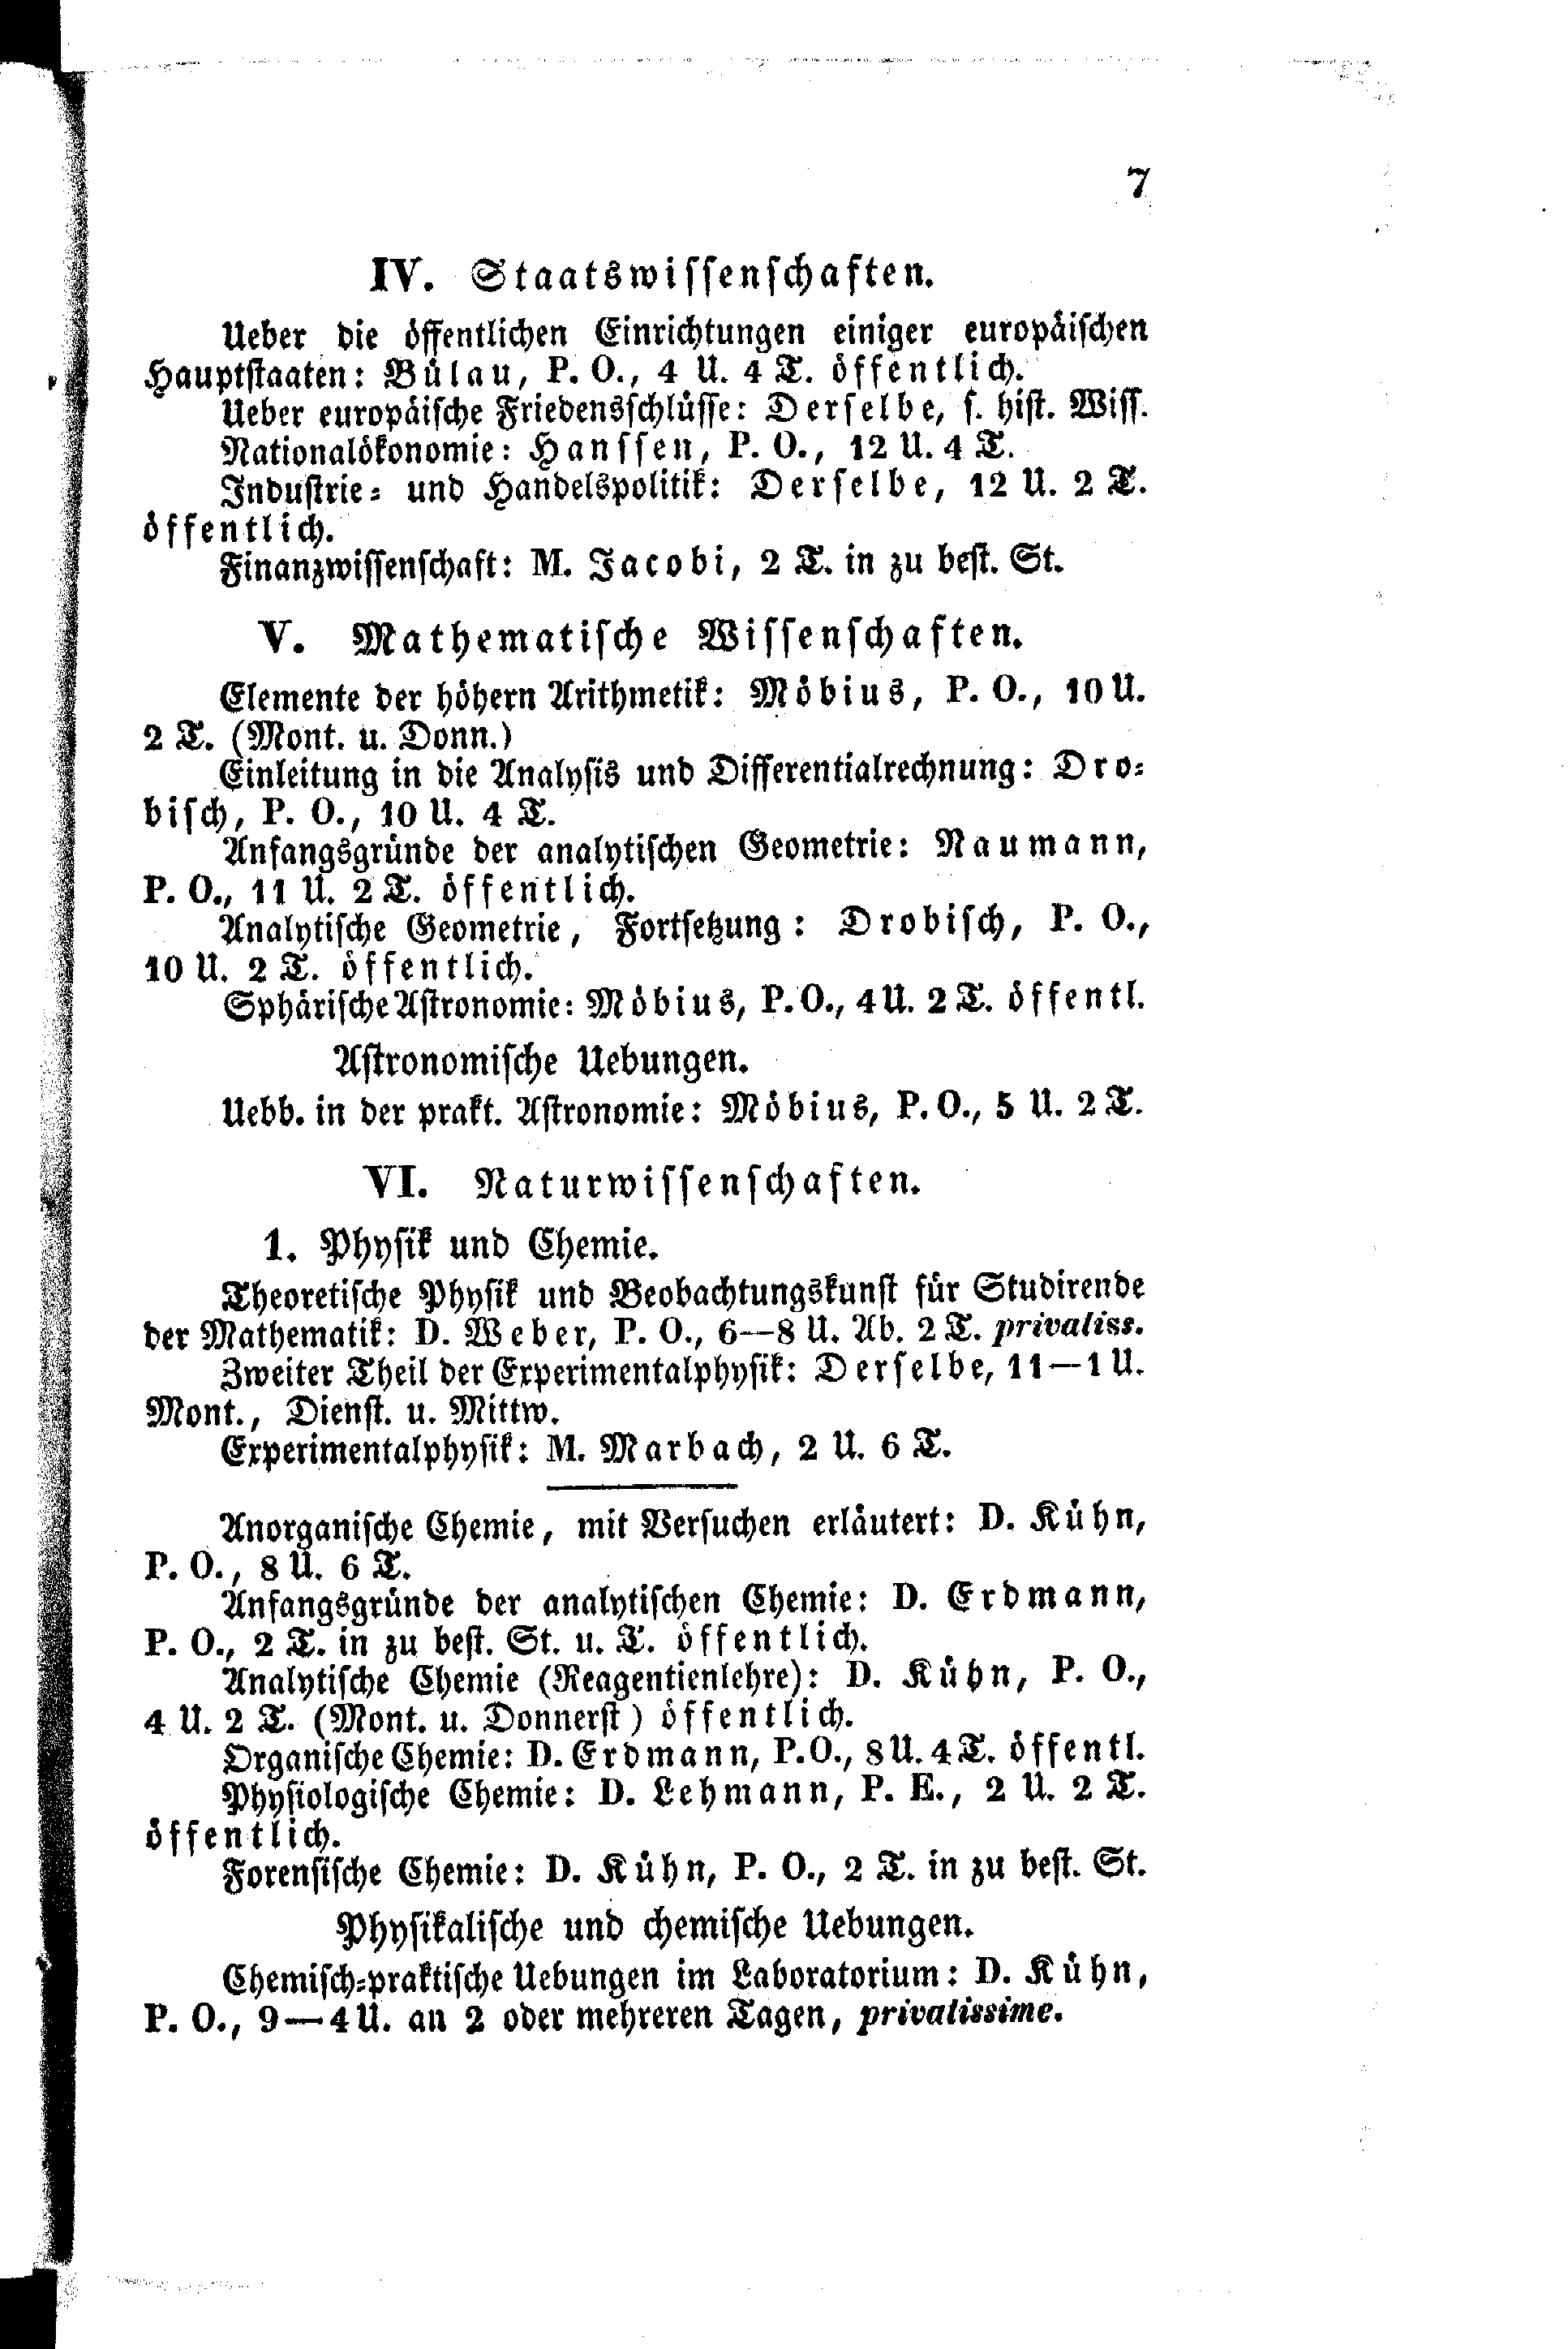 7
IV. Staatswissenschaften.
Ueber die öffentlichen Einrichtungen einiger europäischen
Hauptstaaten: Bülau, P. O., 4 U. 4 T. öffentlich.
Ueber europäische Friedensschlüsse: Derselbe, s. hist. Wiss.
Nationalökonomie: Hanssen, P. O., 12 U. 4 T.
Industrie- und Handelspolitik: Derselbe, 12 U. 2 T.
öffentlich.
Finanzwissenschaft: M. Jacobi, 2 T. in zu best. St.
V. Mathematische Wissenschaften.
Elemente der höhern Arithmetik: Möbius, P. O., 10 U.
2 T. (Mont. u. Donn.)
Einleitung in die Analysis und Differentialrechnung: Dro-
bisch, P. O., 10 U. 4 T.
Anfangsgründe der analytischen Geometrie: Naumann,
P. O., 11 U. 2 T. öffentlich.
Analytische Geometrie, Fortsetzung: Drobisch, P. O.,
10 U. 2 T. öffentlich.
Sphärische Astronomie: Möbius, P. O., 4 U. 2 T. öffentl.
Astronomische Uebungen.
Uebb. in der prakt. Astronomie: Möbius, P. O., 5 U. 2 T.
VI. Naturwissenschaften.
1. Physik und Chemie.
Theoretische Physik und Beobachtungskunst für Studirende
der Mathematik: D. Weber, P. O., 6—8 U. Ab. 2 T. privatiss.
Zweiter Theil der Experimentalphysik: Derselbe, 11—1 U.
Mont., Dienst. u. Mittw.
Experimentalphysik: M. Marbach, 2 U. 6 T.
Anorganische Chemie, mit Versuchen erläutert: D. Kühn,
P. O., 8 U. 6 T.
Anfangsgründe der analytischen Chemie: D. Erdmann,
P. O., 2 T. in zu best. St. u. T. öffentlich.
Analytische Chemie (Reagentienlehre): D. Kühn, P. O.,
4 U. 2 T. (Mont. u. Donnerst) öffentlich.
Organische Chemie: D. Erdmann, P. O., 8 U. 4 T. öffentl.
Physiologische Chemie: D. Lehmann, P. E., 2 U. 2 T.
öffentlich.
Forensische Chemie: D. Kühn, P. O., 2 T. in zu best. St.
Physikalische und chemische Uebungen.
Chemisch-praktische Uebungen im Laboratorium: D. Kühn,
P. O., 9—4 U. an 2 oder mehreren Tagen, privatissime.